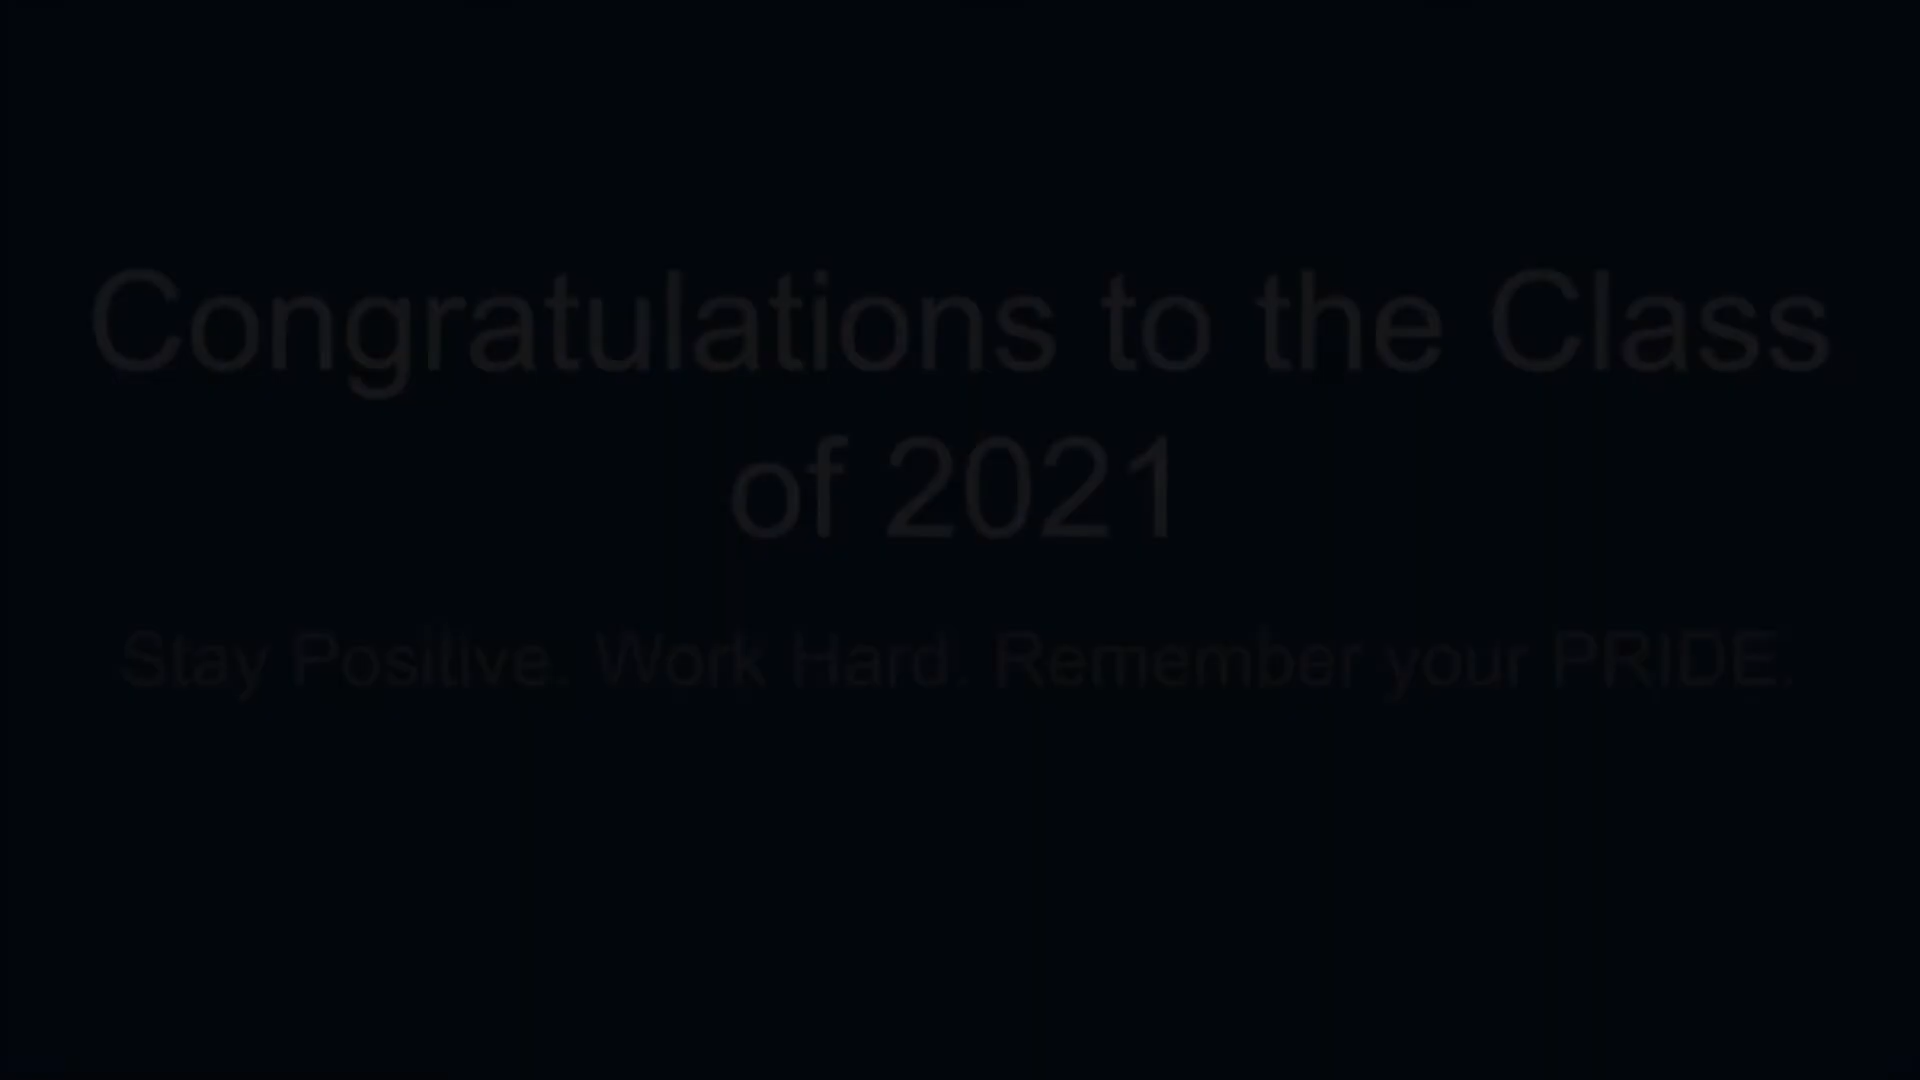 Congratulations to the Class
of 2021
Stay Positive. Work Hard. Remember your PRIDE.